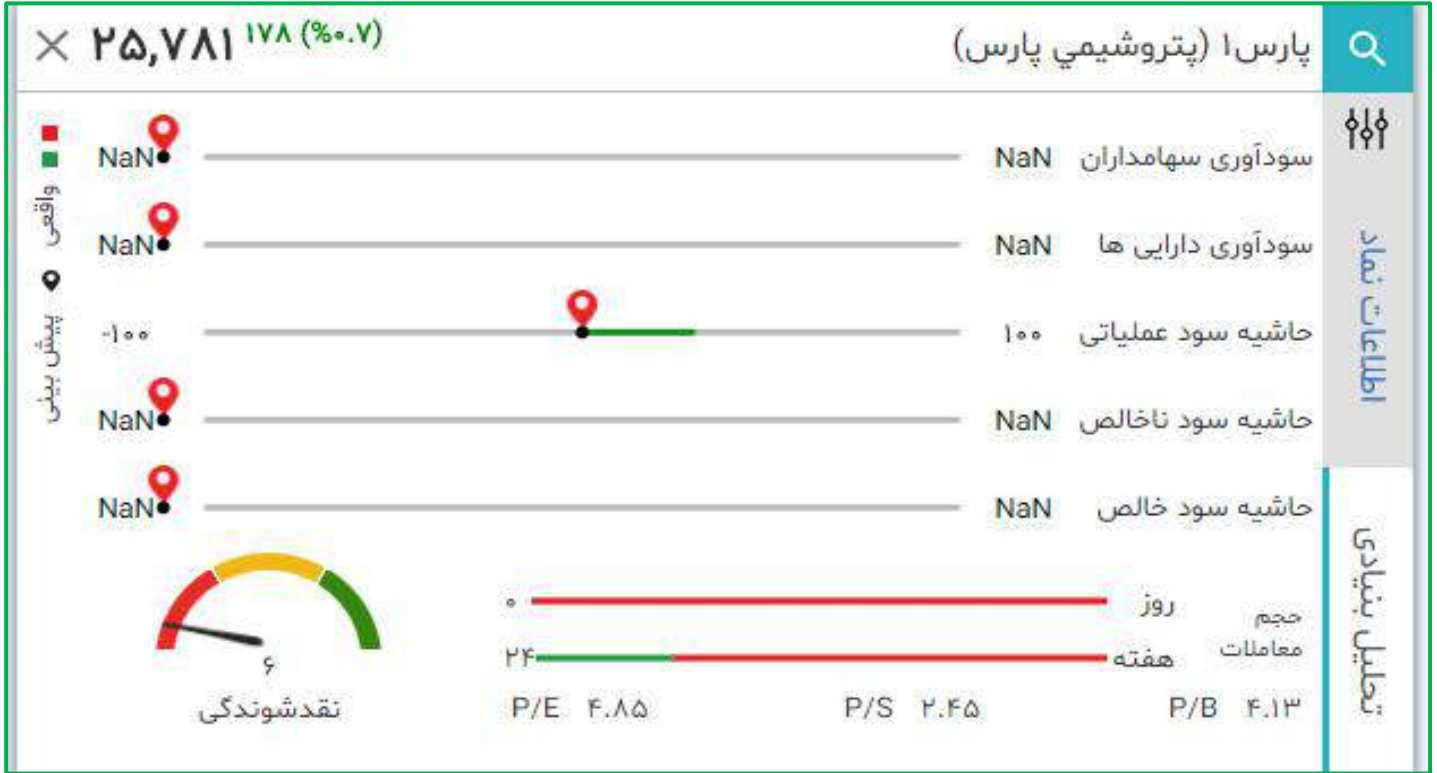 پارس۱ (پتروشيمي پارس) ۲۵,۷۸۱ ۱۷۸ (%۰.۷)
سودآوری سهامداران NaN NaN
سودآوری دارایی ها NaN NaN
حاشیه سود عملیاتی ۱۰۰ -۱۰۰
حاشیه سود ناخالص NaN NaN
حاشیه سود خالص NaN NaN
واقعی
پیش بینی
اطلاعات نماد
تحلیل بنیادی
حجم معاملات
روز ۰
هفته ۲۴
P/B ۴.۱۳ P/S ۲.۴۵ P/E ۴.۸۵
۶
نقدشوندگی